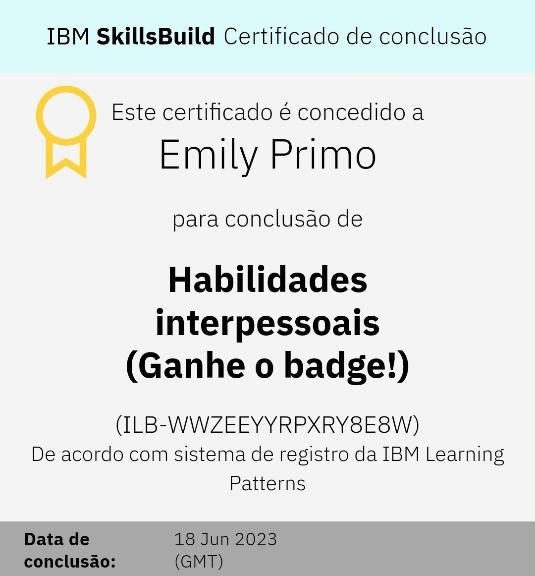 IBM SkillsBuild Certificado de conclusão
Este certificado é concedido a
Emily Primo
para conclusão de
Habilidades
interpessoais
(Ganhe o badge!)
(ILB-WWZEEYYRPXRY8E8W)
De acordo com sistema de registro da IBM Learning
Patterns
Data de 18 Jun 2023
conclusão: (GMT)